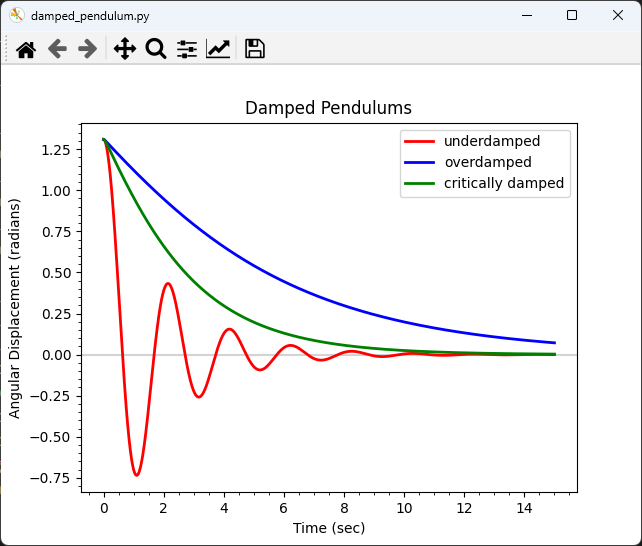 damped_pendulum.py
Damped Pendulums
underdamped
overdamped
critically damped
Angular Displacement (radians)
1.25
1.00
0.75
0.50
0.25
0.00
−0.25
−0.50
−0.75
0 2 4 6 8 10 12 14
Time (sec)